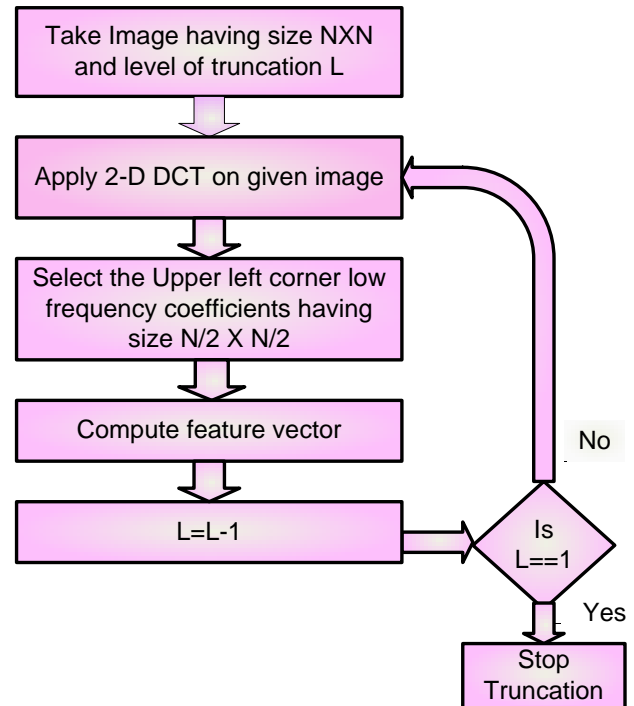 Take Image having size NXN
and level of truncation L
Apply 2-D DCT on given image
Select the Upper left corner low
frequency coefficients having
size N/2 X N/2
Compute feature vector
No
L=L-1
Is
L==1
Yes
Stop
Truncation